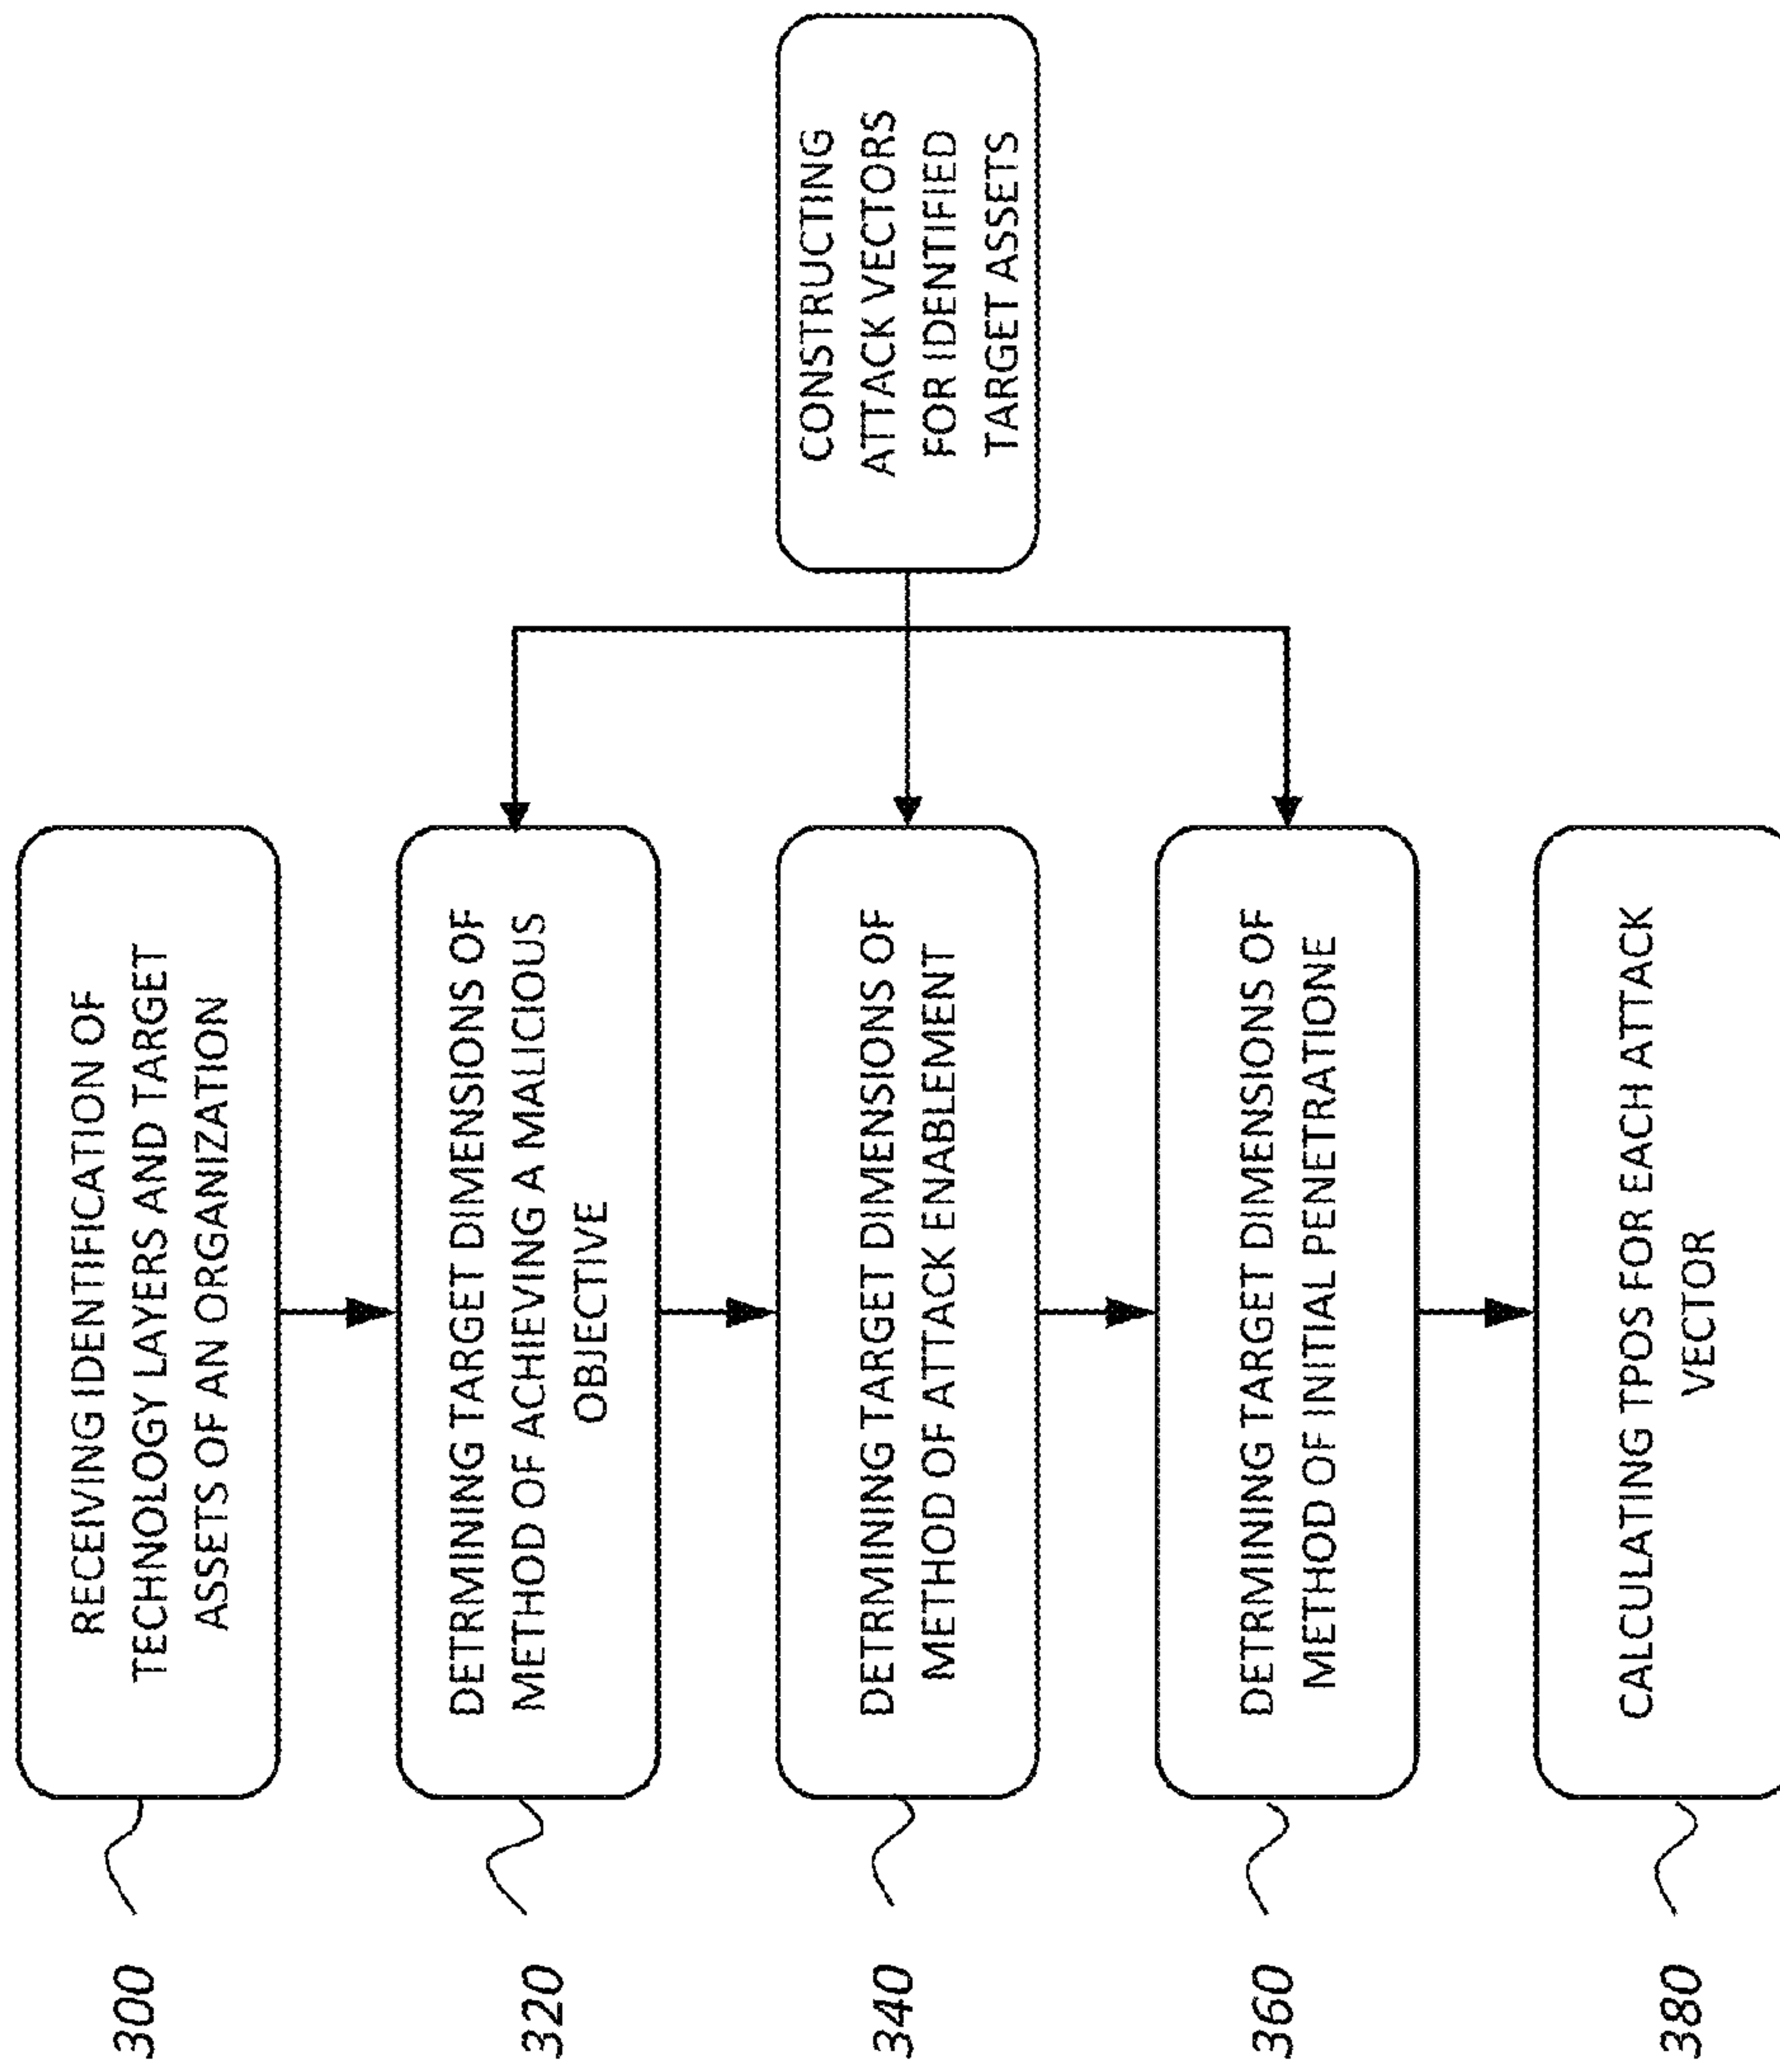 300
RECEIVING IDENTIFICATION OF
TECHNOLOGY LAYERS AND TARGET
ASSETS OF AN ORGANIZATION
320
DETRMINING TARGET DIMENSIONS OF
METHOD OF ACHIEVING A MALICIOUS
OBJECTIVE
340
DETRMINING TARGET DIMENSIONS OF
METHOD OF ATTACK ENABLEMENT
CONSTRUCTING
ATTACK VECTORS
FOR IDENTIFIED
TARGET ASSETS
360
DETRMINING TARGET DIMENSIONS OF
METHOD OF INITIAL PENETRATIONE
380
CALCULATING TPOS FOR EACH ATTACK
VECTOR